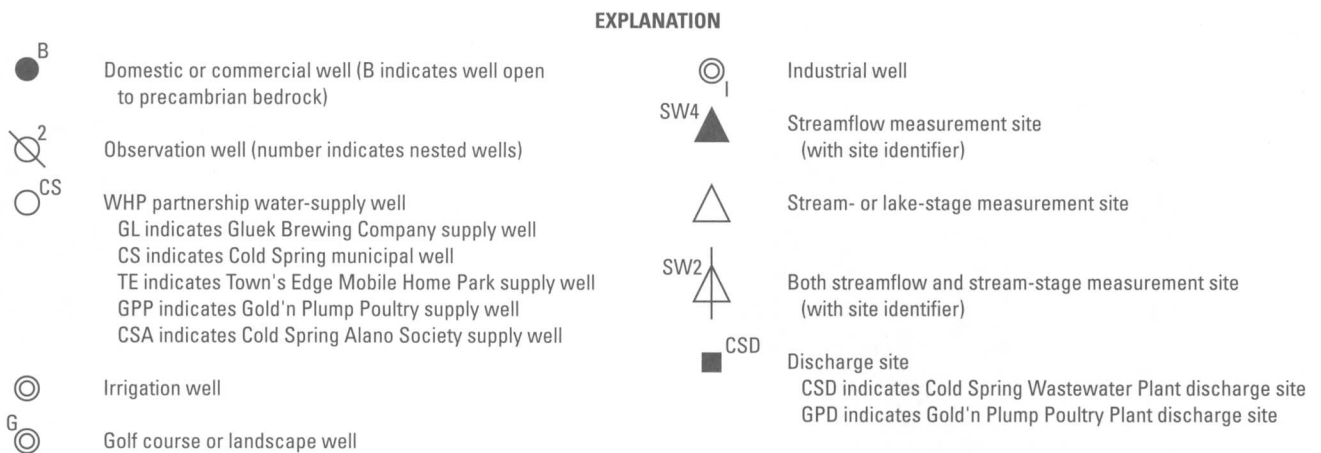 EXPLANATION
B
Domestic or commercial well (B indicates well open
to precambrian bedrock)
2
Observation well (number indicates nested wells)
CS
WHP partnership water-supply well
GL indicates Gluek Brewing Company supply well
CS indicates Cold Spring municipal well
TE indicates Town's Edge Mobile Home Park supply well
GPP indicates Gold'n Plump Poultry supply well
CSA indicates Cold Spring Alano Society supply well
Irrigation well
G
Golf course or landscape well
I
Industrial well
SW4
Streamflow measurement site
(with site identifier)
Stream- or lake-stage measurement site
SW2
Both streamflow and stream-stage measurement site
(with site identifier)
CSD
Discharge site
CSD indicates Cold Spring Wastewater Plant discharge site
GPD indicates Gold'n Plump Poultry Plant discharge site